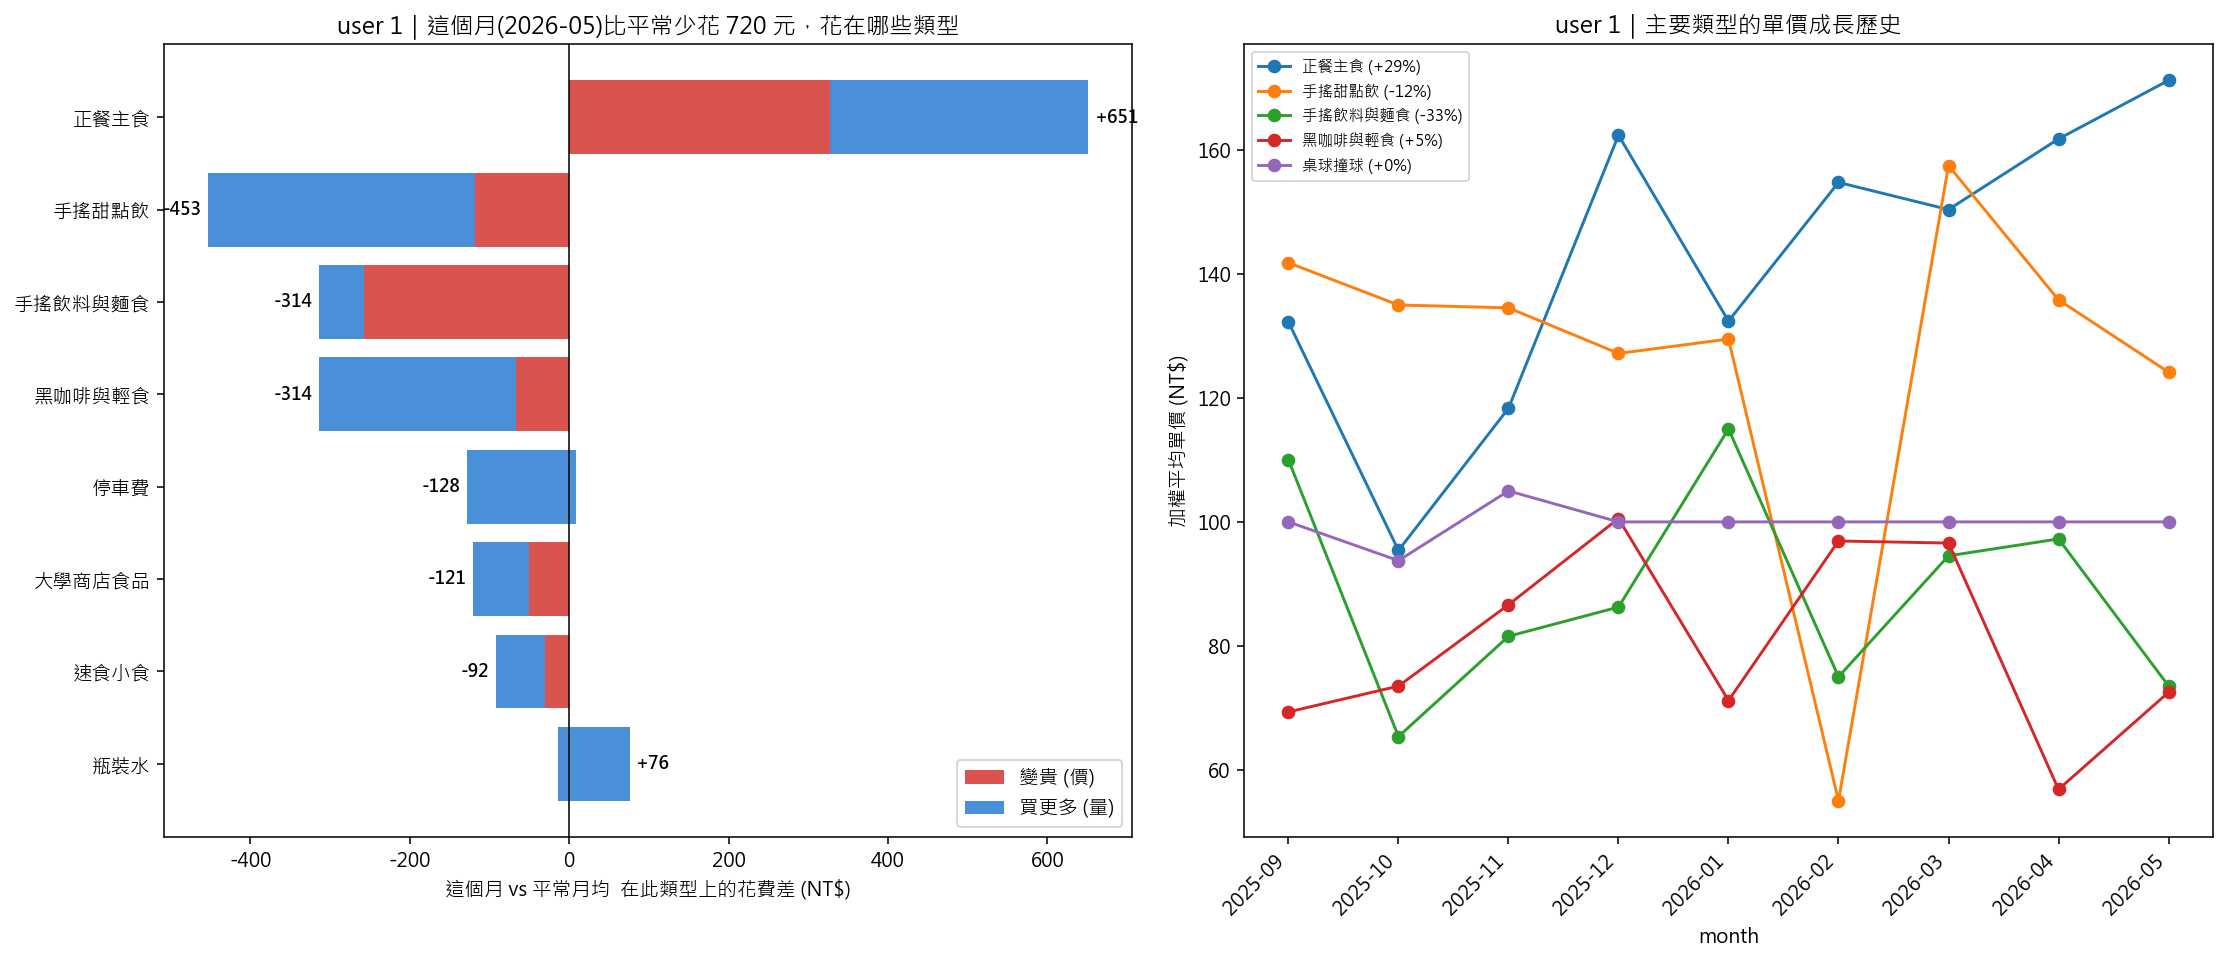 user 1 | 這個月(2026-05)比平常少花 720 元，花在哪些類型
正餐主食
+651
手搖甜點飲
-453
手搖飲料與麵食
-314
黑咖啡與輕食
-314
停車費
-128
大學商店食品
-121
速食小食
-92
瓶裝水
+76
變貴 (價)
買更多 (量)
-400
-200
0
200
400
600
這個月 vs 平常月均 在此類型上的花費差 (NT$)
user 1 | 主要類型的單價成長歷史
正餐主食 (+29%)
手搖甜點飲 (-12%)
手搖飲料與麵食 (-33%)
黑咖啡與輕食 (+5%)
桌球撞球 (+0%)
加權平均單價 (NT$)
160
140
120
100
80
60
2025-09
2025-10
2025-11
2025-12
2026-01
2026-02
2026-03
2026-04
2026-05
month